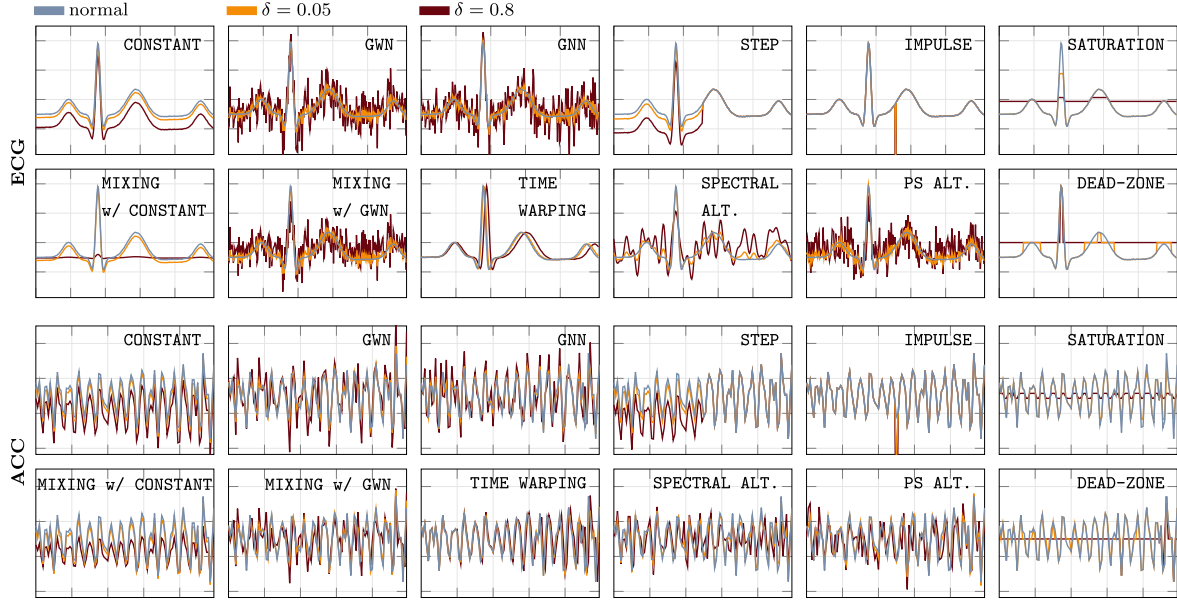 normal
δ = 0.05
δ = 0.8
ECG
CONSTANT
GWN
GNN
STEP
IMPULSE
SATURATION
MIXING
w/ CONSTANT
MIXING
w/ GWN
TIME
WARPING
SPECTRAL
ALT.
PS ALT.
DEAD-ZONE
ACC
CONSTANT
GWN
GNN
STEP
IMPULSE
SATURATION
MIXING w/ CONSTANT
MIXING w/ GWN
TIME WARPING
SPECTRAL ALT.
PS ALT.
DEAD-ZONE